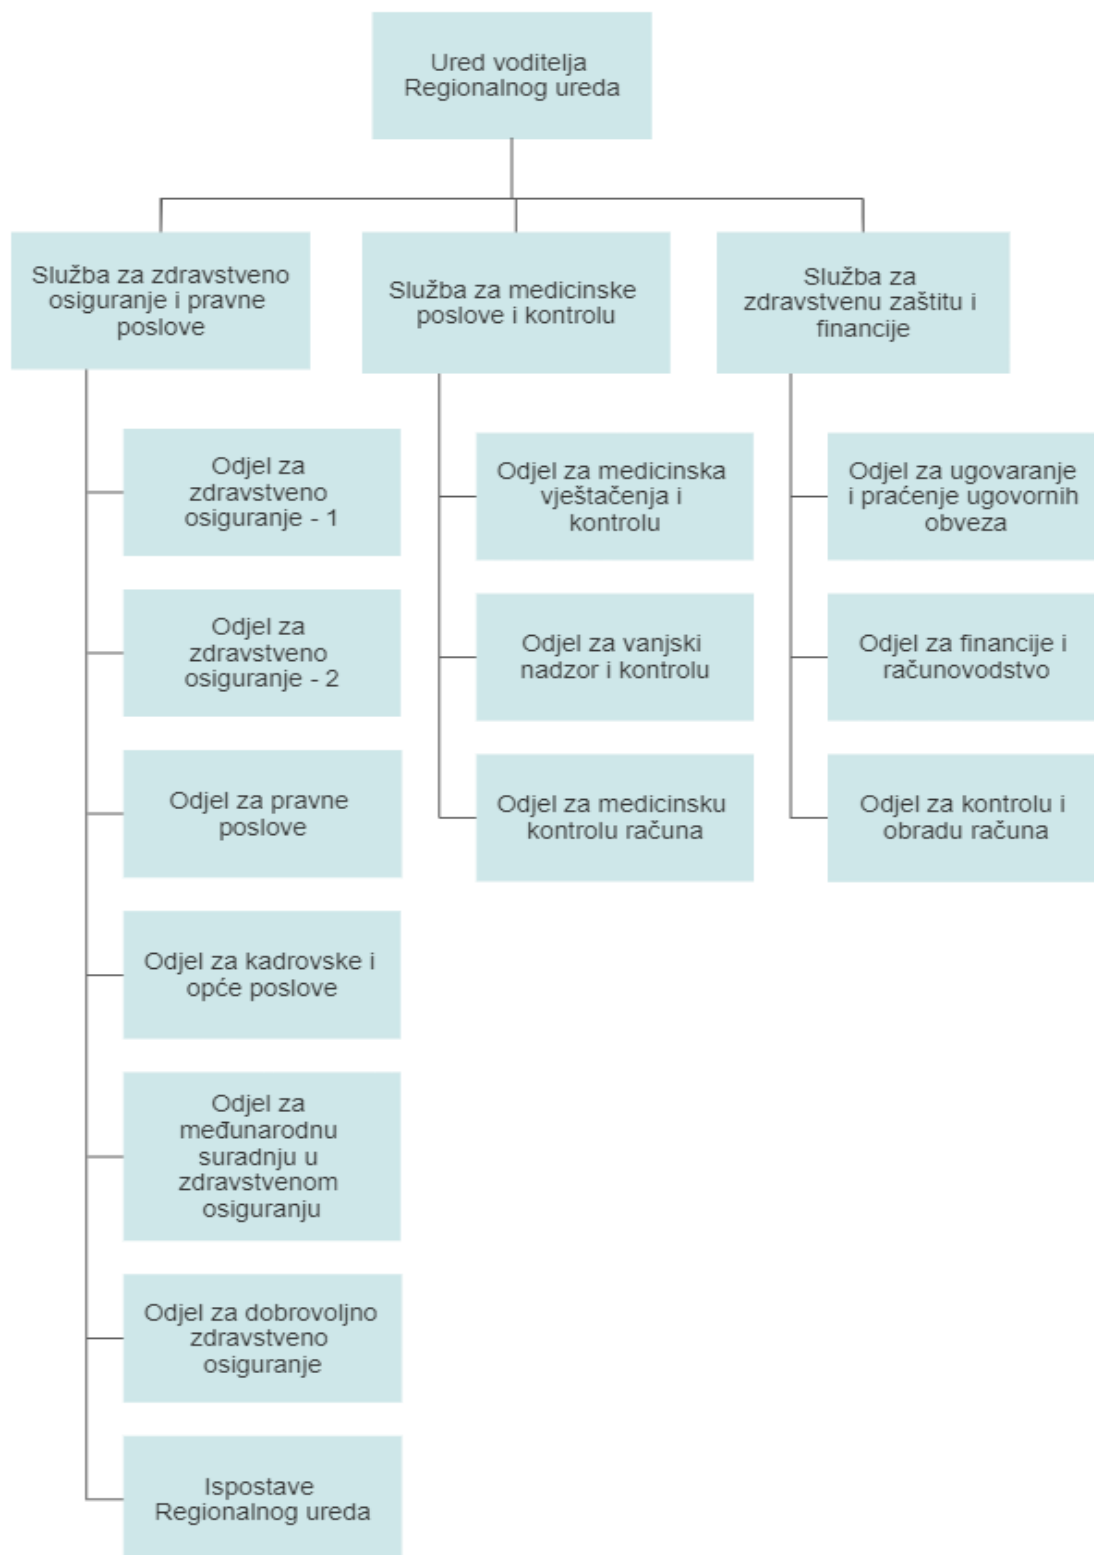 Ured voditelja
Regionalnog ureda
Služba za zdravstveno
osiguranje i pravne
poslove
Služba za medicinske
poslove i kontrolu
Služba za
zdravstvenu zaštitu i
financije
Odjel za
zdravstveno
osiguranje - 1
Odjel za
zdravstveno
osiguranje - 2
Odjel za pravne
poslove
Odjel za kadrovske i
opće poslove
Odjel za
međunarodnu
suradnju u
zdravstvenom
osiguranju
Odjel za dobrovoljno
zdravstveno
osiguranje
Ispostave
Regionalnog ureda
Odjel za medicinska
vještačenja i
kontrolu
Odjel za vanjski
nadzor i kontrolu
Odjel za medicinsku
kontrolu računa
Odjel za ugovaranje
i praćenje ugovornih
obveza
Odjel za financije i
računovodstvo
Odjel za kontrolu i
obradu računa